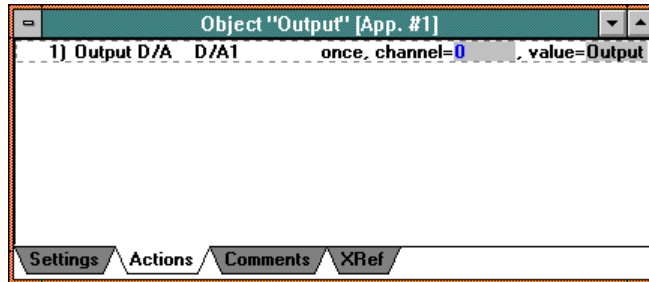 Object "Output" [App. #1]
1) Output D/A D/A1 once, channel=0 , value=Output
Settings Actions Comments XRef